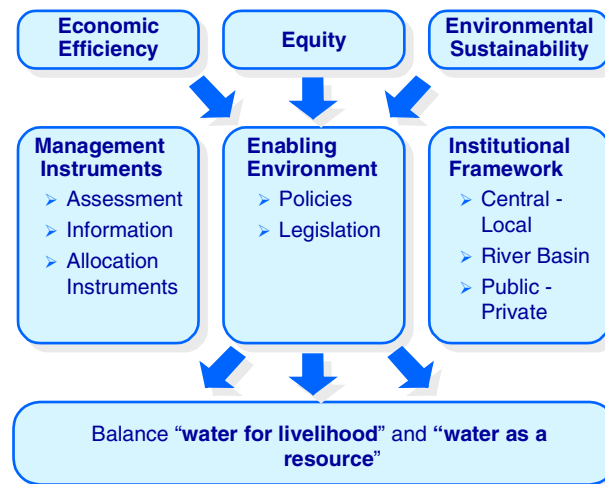 Economic
Efficiency
Equity
Environmental
Sustainability
Management
Instruments
Assessment
Information
Allocation
Instruments
Enabling
Environment
Policies
Legislation
Institutional
Framework
Central -
Local
River Basin
Public -
Private
Balance “water for livelihood” and “water as a
resource”